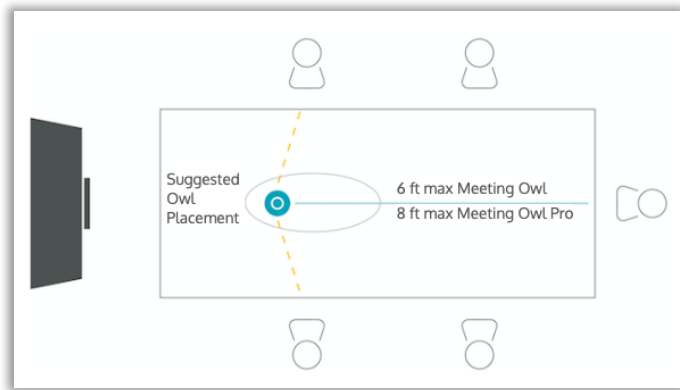 Suggested
Owl
Placement
6 ft max Meeting Owl
8 ft max Meeting Owl Pro